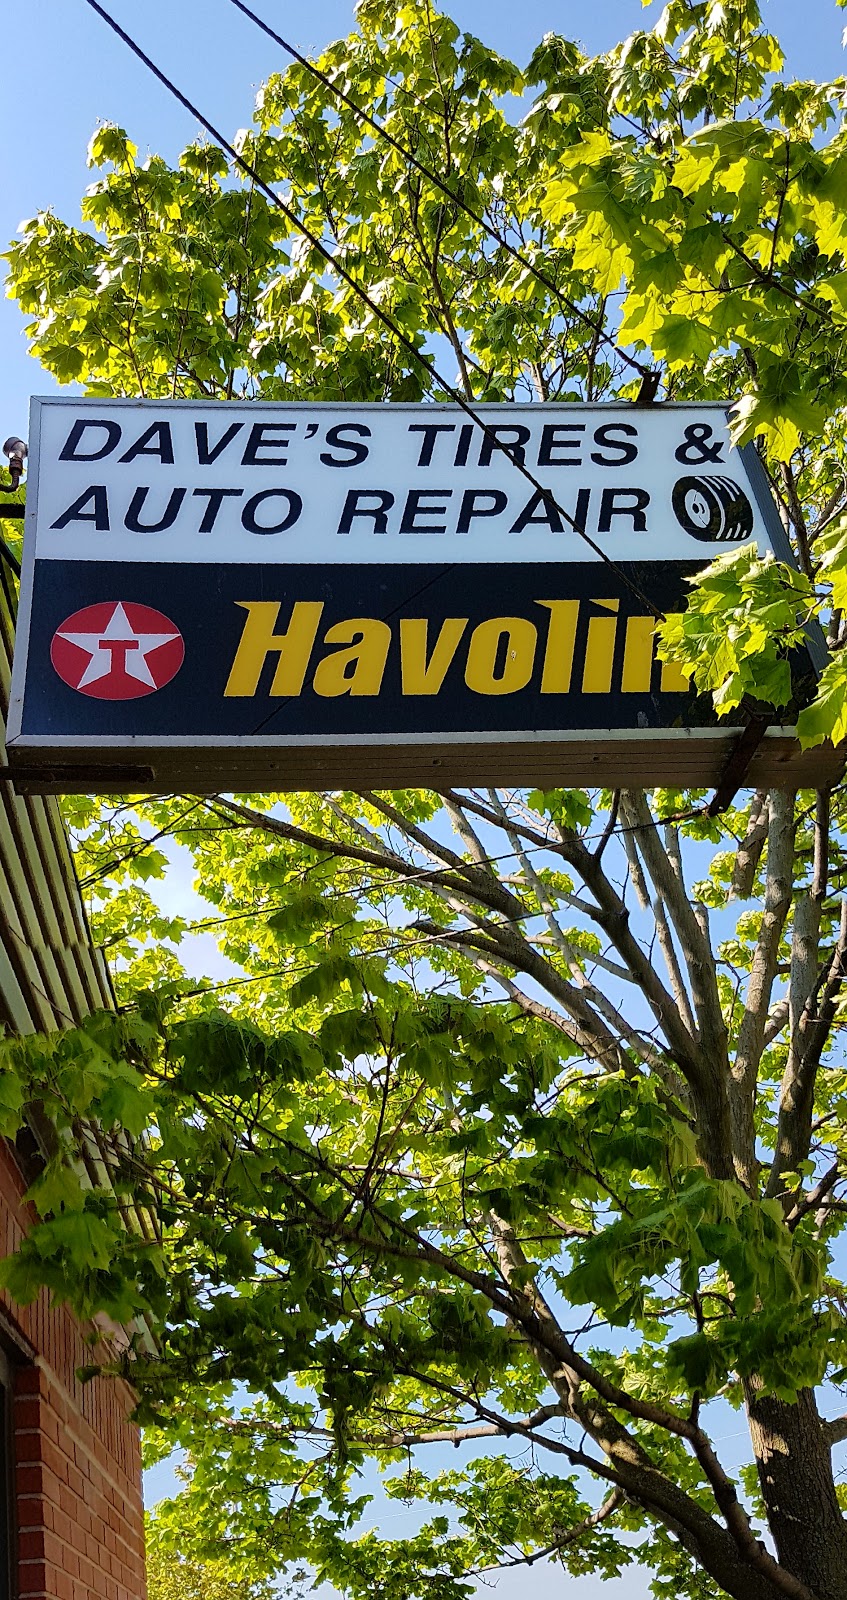 DAVE'S TIRES &
AUTO REPAIR
T Havolin